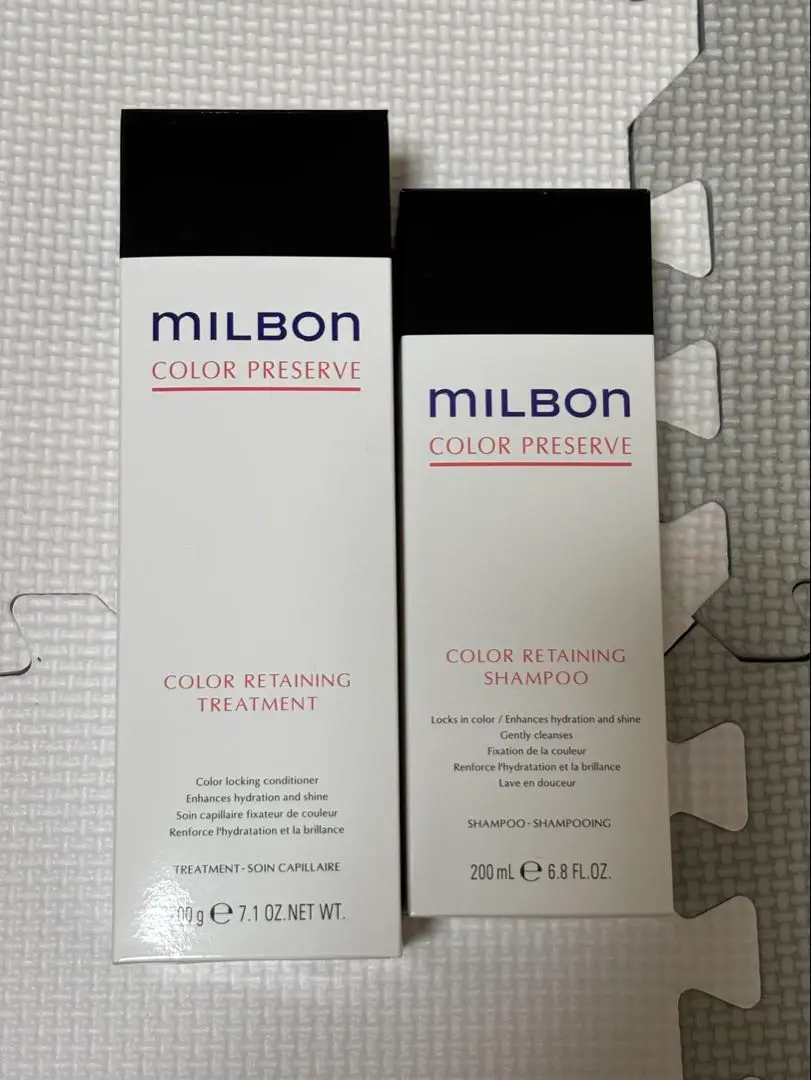 MILBON
COLOR PRESERVE
COLOR RETAINING
TREATMENT
Color locking conditioner
Enhances hydration and shine
Soin capillaire fixateur de couleur
Renforce l'hydratation et la brillance
TREATMENT - SOIN CAPILLAIRE
g ℮ 7.1 OZ.NET WT.
MILBON
COLOR PRESERVE
COLOR RETAINING
SHAMPOO
Locks in color / Enhances hydration and shine
Gently cleanses
Fixation de la couleur
Renforce l'hydratation et la brillance
Lave en douceur
SHAMPOO - SHAMPOOING
200 mL ℮ 6.8 FL.OZ.